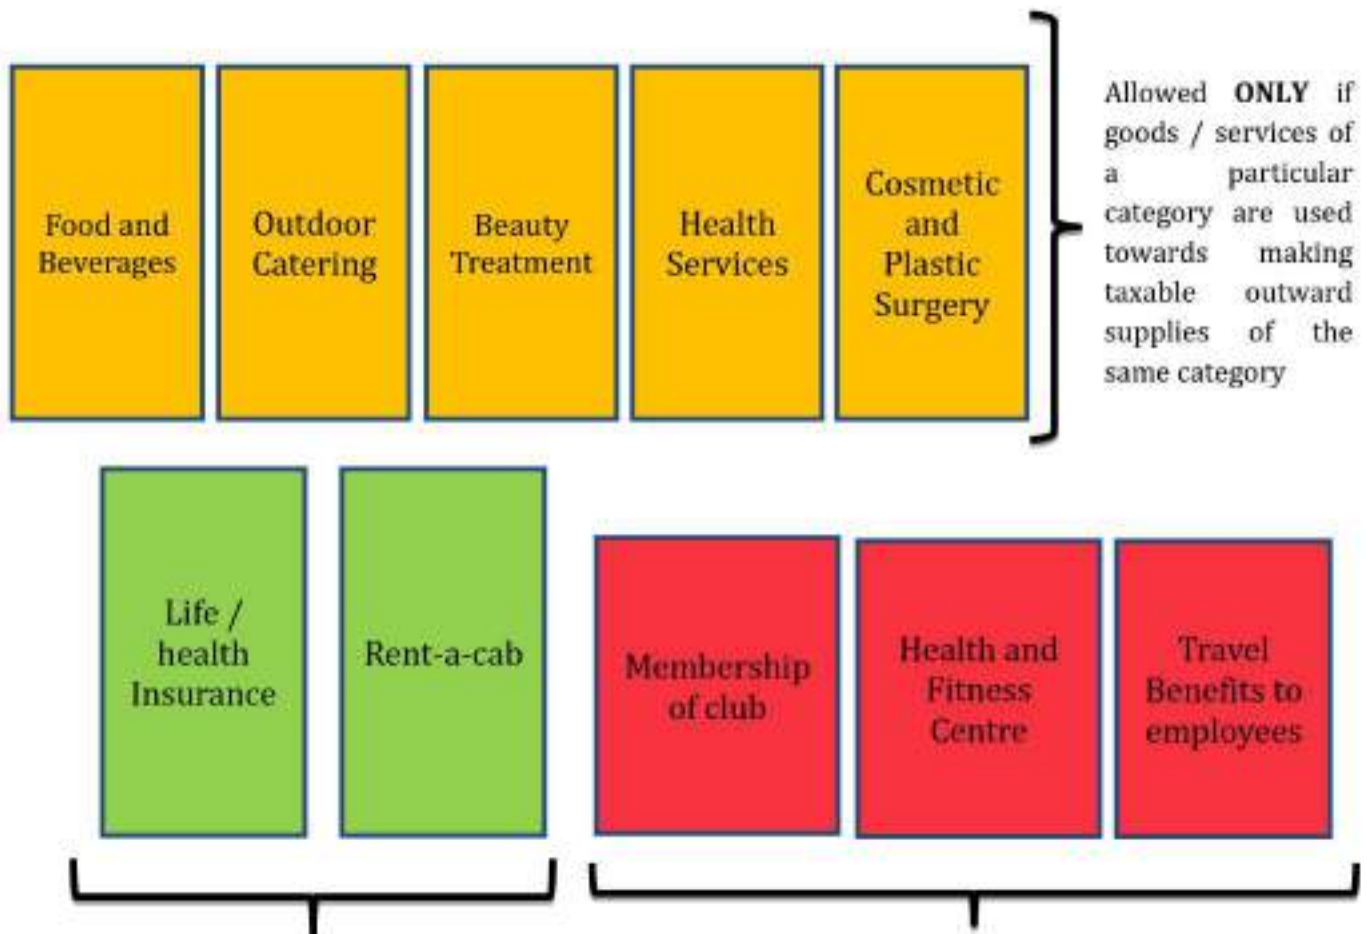 Food and
Beverages
Outdoor
Catering
Beauty
Treatment
Health
Services
Cosmetic
and
Plastic
Surgery
Allowed ONLY if
goods / services of
a particular
category are used
towards making
taxable outward
supplies of the
same category
Life /
health
Insurance
Rent-a-cab
Membership
of club
Health and
Fitness
Centre
Travel
Benefits to
employees